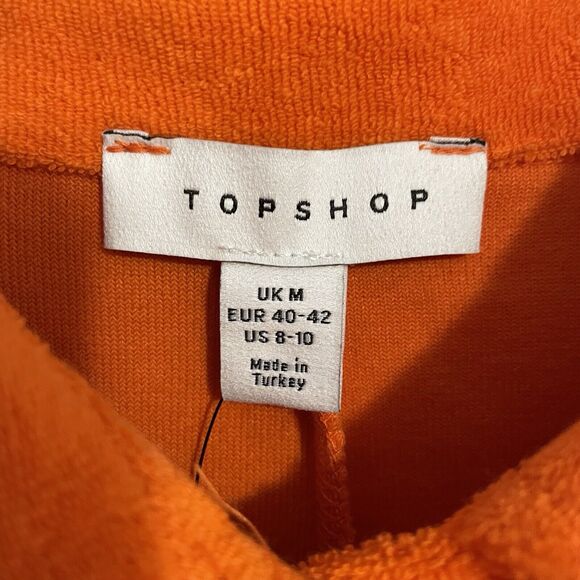 TOPSHOP
UK M
EUR 40-42
US 8-10
Made in
Turkey